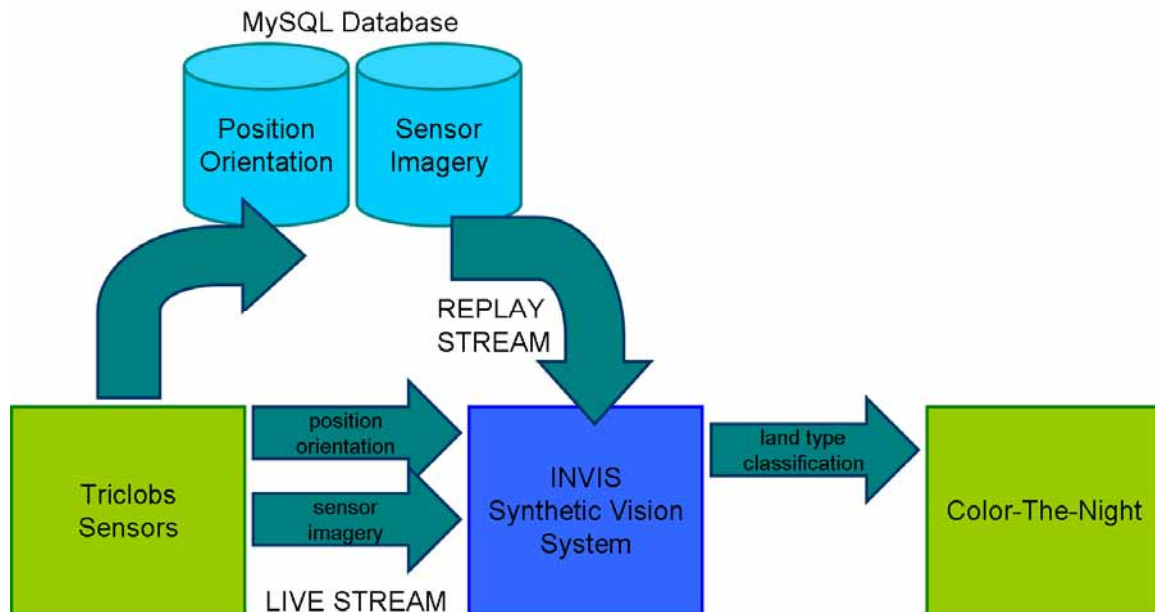 MySQL Database
Position
Orientation
Sensor
Imagery
REPLAY
STREAM
position
orientation
sensor
imagery
LIVE STREAM
Triclobs
Sensors
INVIS
Synthetic Vision
System
land type
classification
Color-The-Night